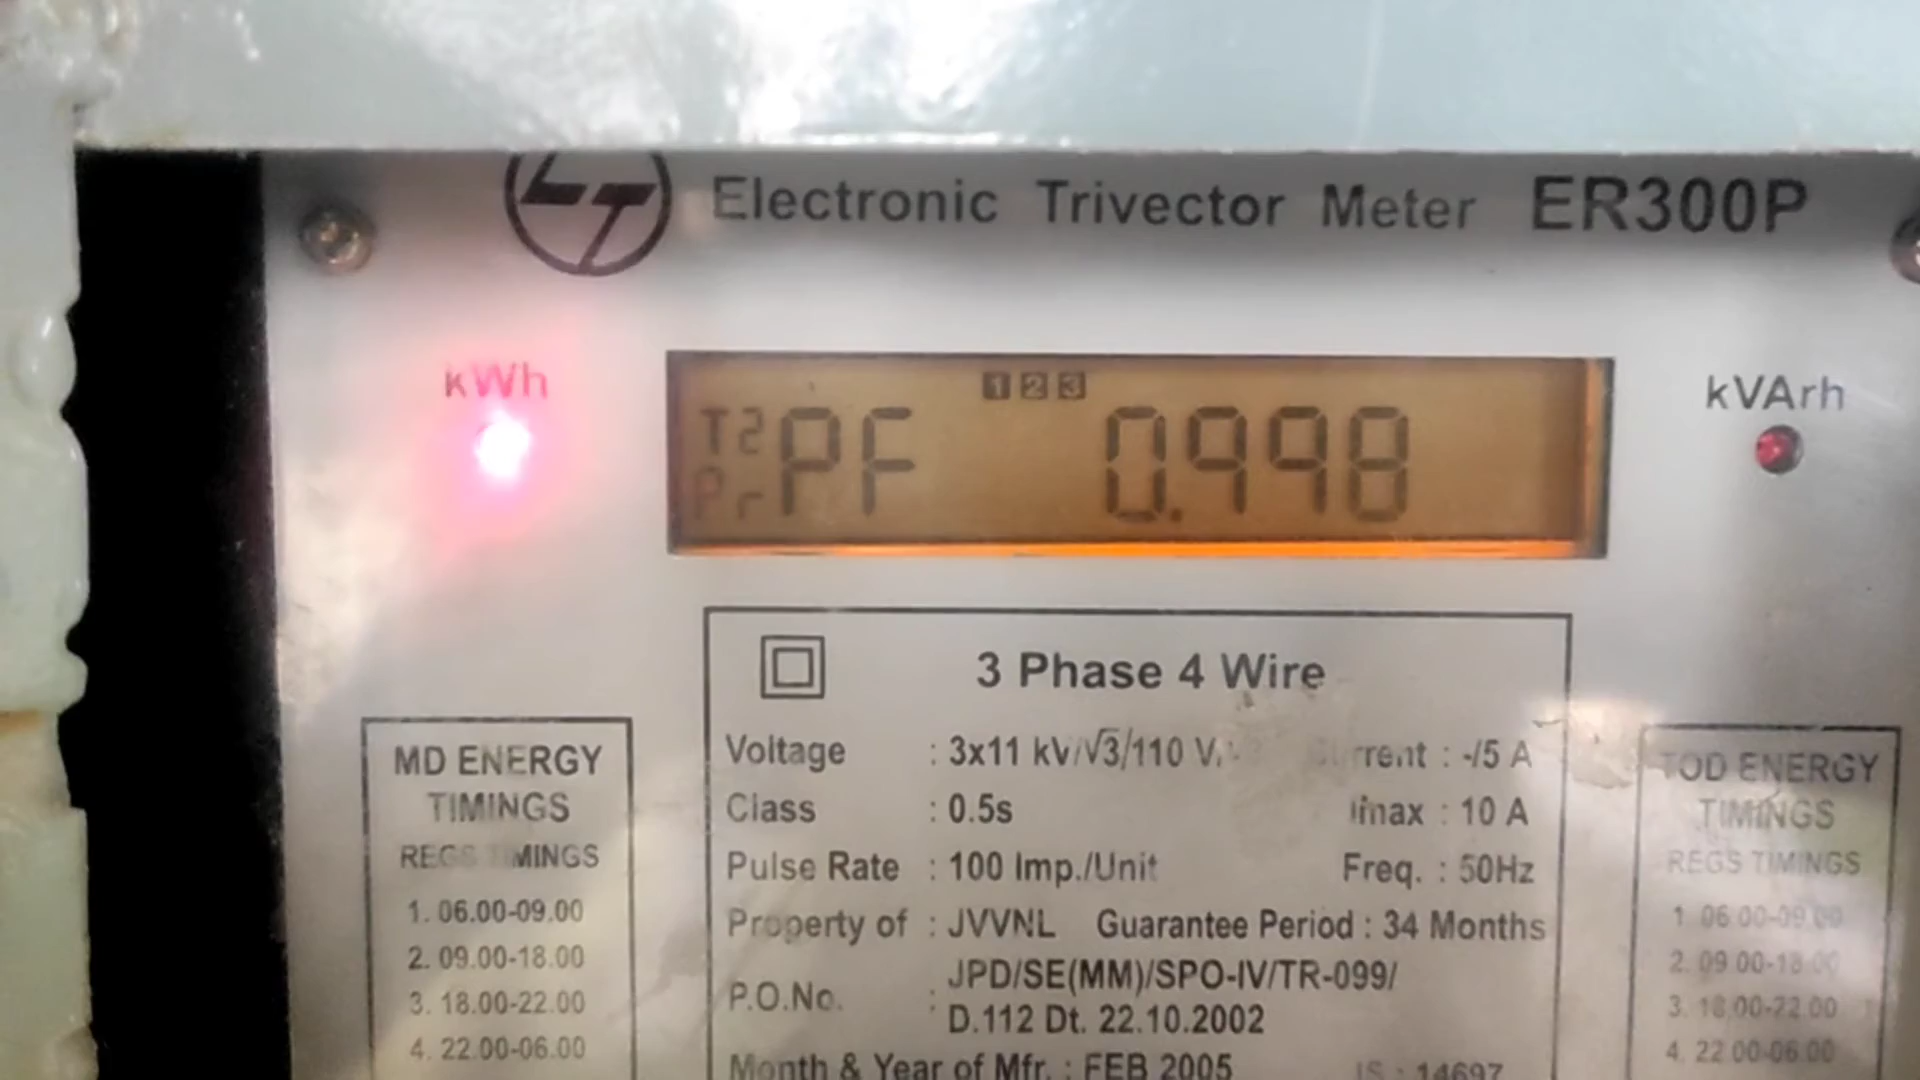 LT Electronic Trivector Meter ER300P
kWh
1 2 3
T2
Pr
PF 0.998
kVArh
3 Phase 4 Wire
Voltage : 3x11 kV/√3/110 V/ Current : -/5 A
Class : 0.5s Imax : 10 A
Pulse Rate : 100 Imp./Unit Freq. : 50Hz
Property of : JVVNL Guarantee Period : 34 Months
P.O.No. : JPD/SE(MM)/SPO-IV/TR-099/
D.112 Dt. 22.10.2002
Month & Year of Mfr. : FEB 2005 IS : 14697
MD ENERGY
TIMINGS
REGS TIMINGS
1. 06.00-09.00
2. 09.00-18.00
3. 18.00-22.00
4. 22.00-06.00
TOD ENERGY
TIMINGS
REGS TIMINGS
1. 06.00-09.00
2. 09.00-18.00
3. 18.00-22.00
4. 22.00-06.00